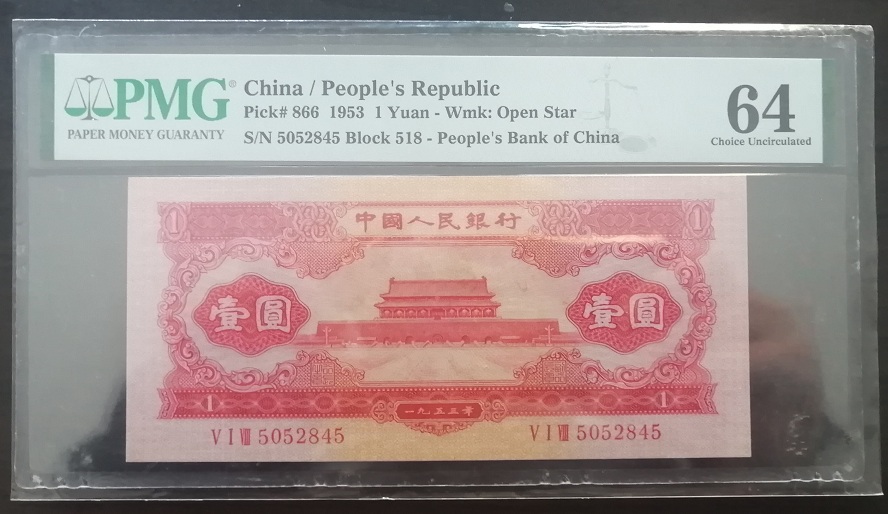 PMG®
PAPER MONEY GUARANTY
China / People's Republic
Pick# 866 1953 1 Yuan - Wmk: Open Star
S/N 5052845 Block 518 - People's Bank of China
64
Choice Uncirculated
1 中國人民銀行 1
壹圓 壹圓
1 一九五三年 1
V I VIII 5052845 V I VIII 5052845